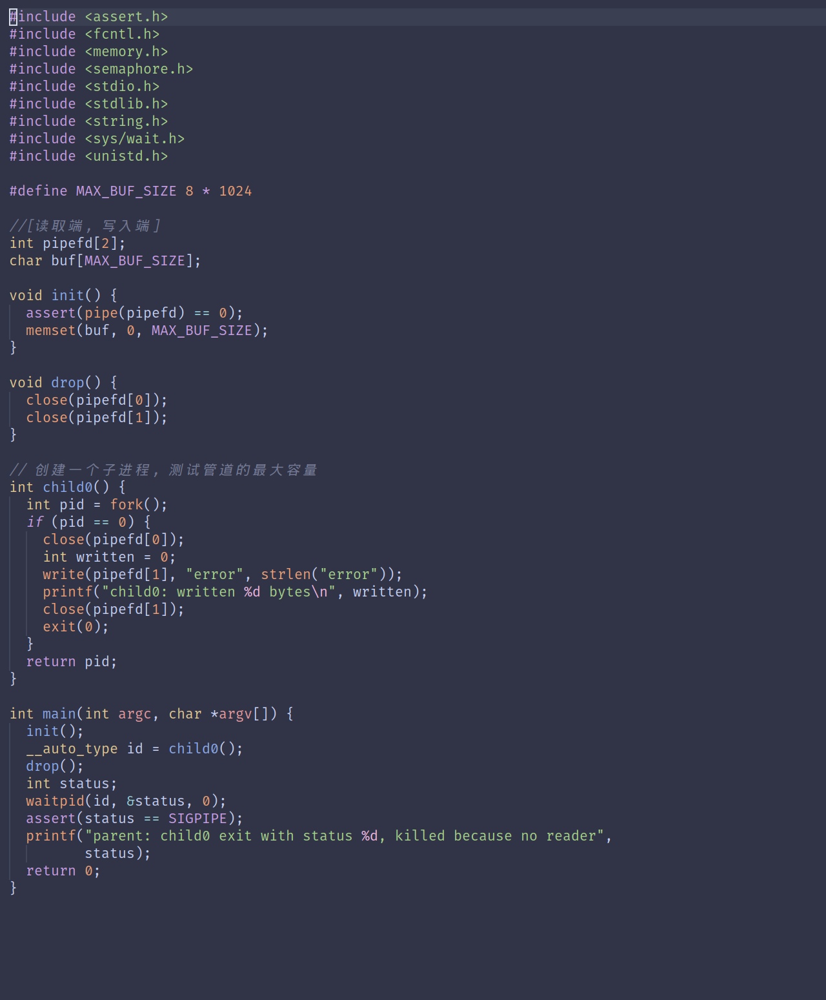 #include <assert.h>
#include <fcntl.h>
#include <memory.h>
#include <semaphore.h>
#include <stdio.h>
#include <stdlib.h>
#include <string.h>
#include <sys/wait.h>
#include <unistd.h>

#define MAX_BUF_SIZE 8 * 1024

//[读取端, 写入端]
int pipefd[2];
char buf[MAX_BUF_SIZE];

void init() {
  assert(pipe(pipefd) == 0);
  memset(buf, 0, MAX_BUF_SIZE);
}

void drop() {
  close(pipefd[0]);
  close(pipefd[1]);
}

// 创建一个子进程, 测试管道的最大容量
int child0() {
  int pid = fork();
  if (pid == 0) {
    close(pipefd[0]);
    int written = 0;
    write(pipefd[1], "error", strlen("error"));
    printf("child0: written %d bytes\n", written);
    close(pipefd[1]);
    exit(0);
  }
  return pid;
}

int main(int argc, char *argv[]) {
  init();
  __auto_type id = child0();
  drop();
  int status;
  waitpid(id, &status, 0);
  assert(status == SIGPIPE);
  printf("parent: child0 exit with status %d, killed because no reader",
         status);
  return 0;
}